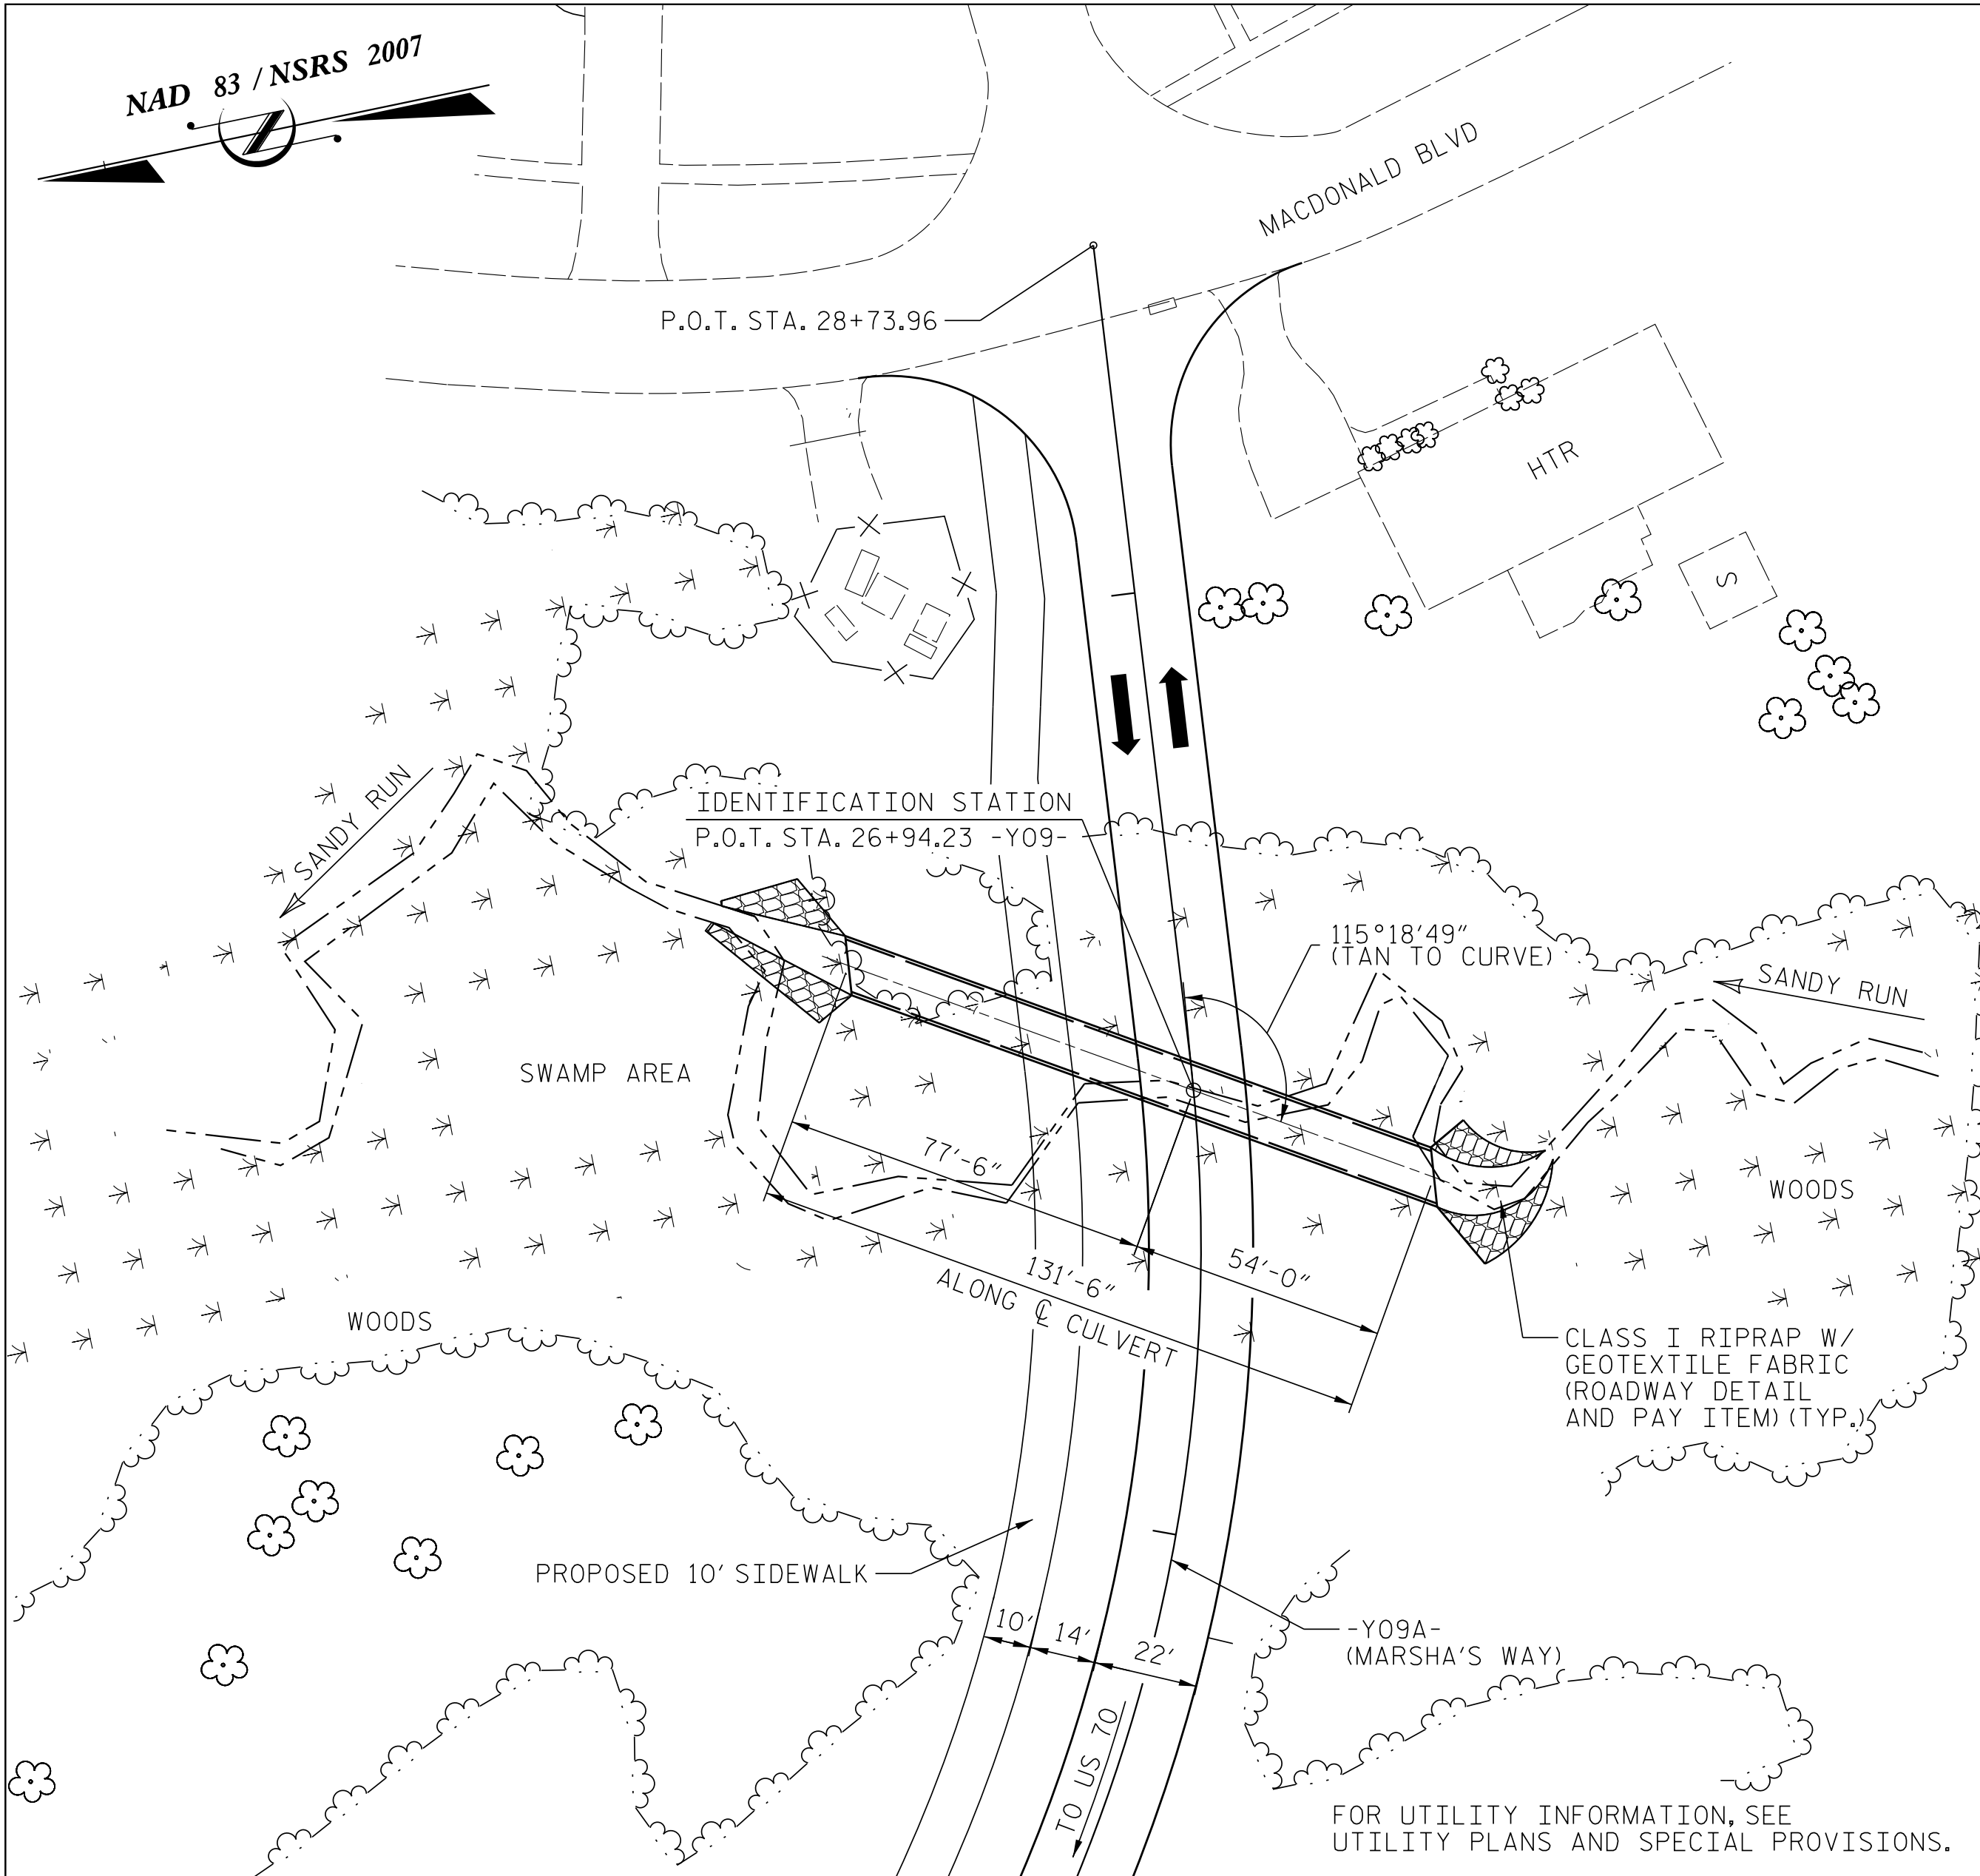 NAD 83 / NSRS 2007
MACDONALD BLVD
P.O.T. STA. 28+73.96
HTR
S
SANDY RUN
IDENTIFICATION STATION
P.O.T. STA. 26+94.23 -Y09-
115°18'49"
(TAN TO CURVE)
SANDY RUN
SWAMP AREA
77'-6"
WOODS
54'-0"
131'-6"
ALONG ℄ CULVERT
WOODS
CLASS I RIPRAP W/
GEOTEXTILE FABRIC
(ROADWAY DETAIL
AND PAY ITEM) (TYP.)
PROPOSED 10' SIDEWALK
10'
14'
22'
-Y09A-
(MARSHA'S WAY)
TO US 70
FOR UTILITY INFORMATION, SEE
UTILITY PLANS AND SPECIAL PROVISIONS.